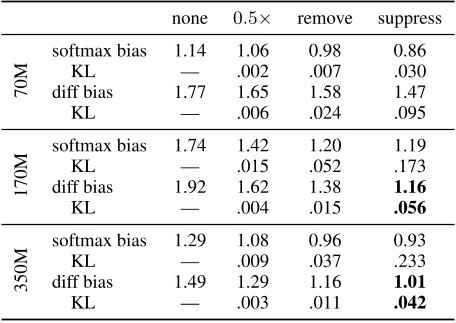 none 0.5× remove suppress
70M
softmax bias 1.14 1.06 0.98 0.86
KL — .002 .007 .030
diff bias 1.77 1.65 1.58 1.47
KL — .006 .024 .095
170M
softmax bias 1.74 1.42 1.20 1.19
KL — .015 .052 .173
diff bias 1.92 1.62 1.38 1.16
KL — .004 .015 .056
350M
softmax bias 1.29 1.08 0.96 0.93
KL — .009 .037 .233
diff bias 1.49 1.29 1.16 1.01
KL — .003 .011 .042